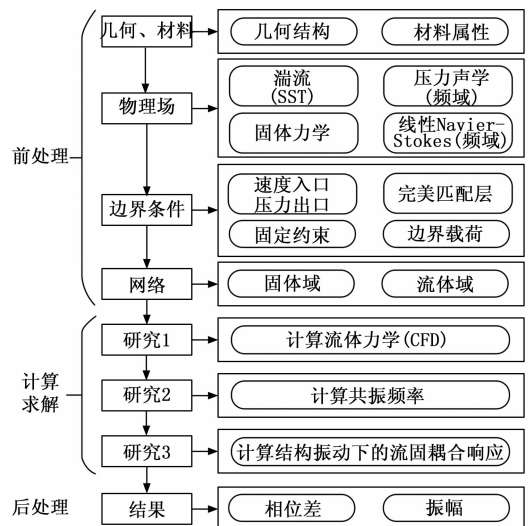 几何、材料
几何结构
材料属性
物理场
湍流
(SST)
压力声学
(频域)
固体力学
线性Navier-
Stokes(频域)
前处理
边界条件
速度入口
压力出口
完美匹配层
固定约束
边界载荷
网络
固体域
流体域
计算
求解
研究1
计算流体力学(CFD)
研究2
计算共振频率
研究3
计算结构振动下的流固耦合响应
后处理
结果
相位差
振幅